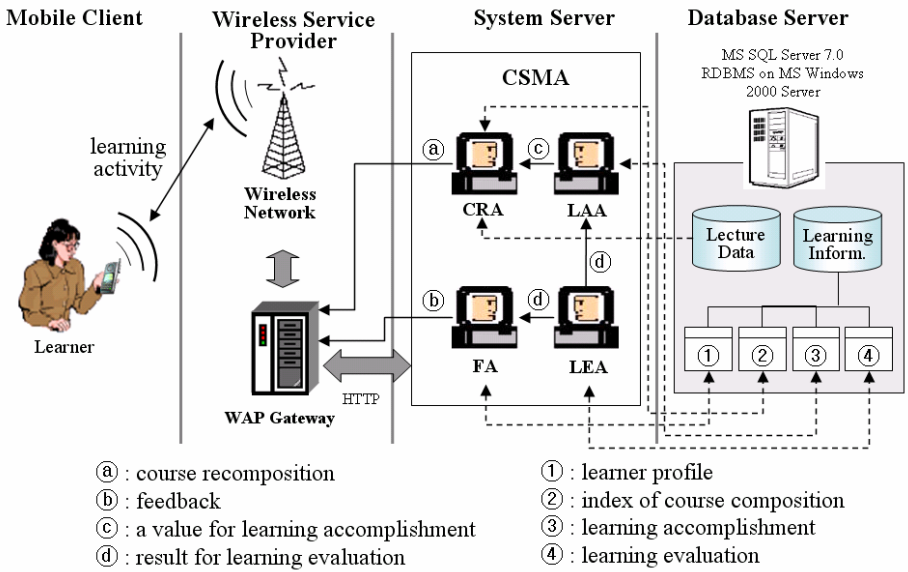 Mobile Client
Wireless Service
Provider
System Server
Database Server
MS SQL Server 7.0
RDBMS on MS Windows
2000 Server
CSMA
learning
activity
ⓐ
ⓒ
Wireless
Network
CRA
LAA
Lecture
Data
Learning
Inform.
ⓓ
ⓑ
ⓓ
Learner
FA
LEA
① ② ③ ④
HTTP
WAP Gateway
ⓐ : course recomposition
ⓑ : feedback
ⓒ : a value for learning accomplishment
ⓓ : result for learning evaluation
① : learner profile
② : index of course composition
③ : learning accomplishment
④ : learning evaluation